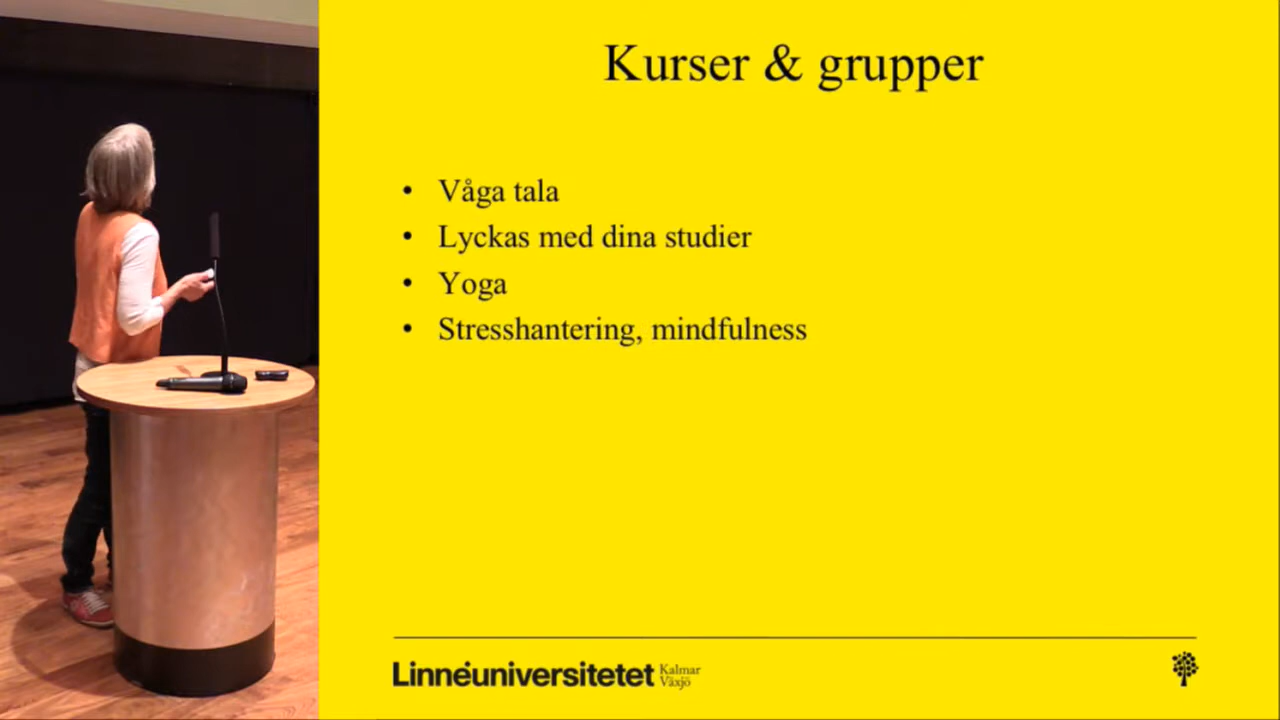 Kurser & grupper
• Våga tala
• Lyckas med dina studier
• Yoga
• Stresshantering, mindfulness
Linnéuniversitetet
Kalmar
Växjö